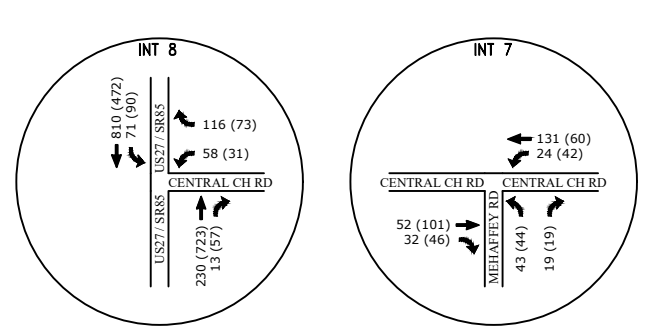 INT 8
810 (472)
71 (90)
US27 / SR85
116 (73)
58 (31)
CENTRAL CH RD
US27 / SR85
230 (723)
13 (57)
INT 7
131 (60)
24 (42)
CENTRAL CH RD
CENTRAL CH RD
52 (101)
32 (46)
MEHAFFEY RD
43 (44)
19 (19)